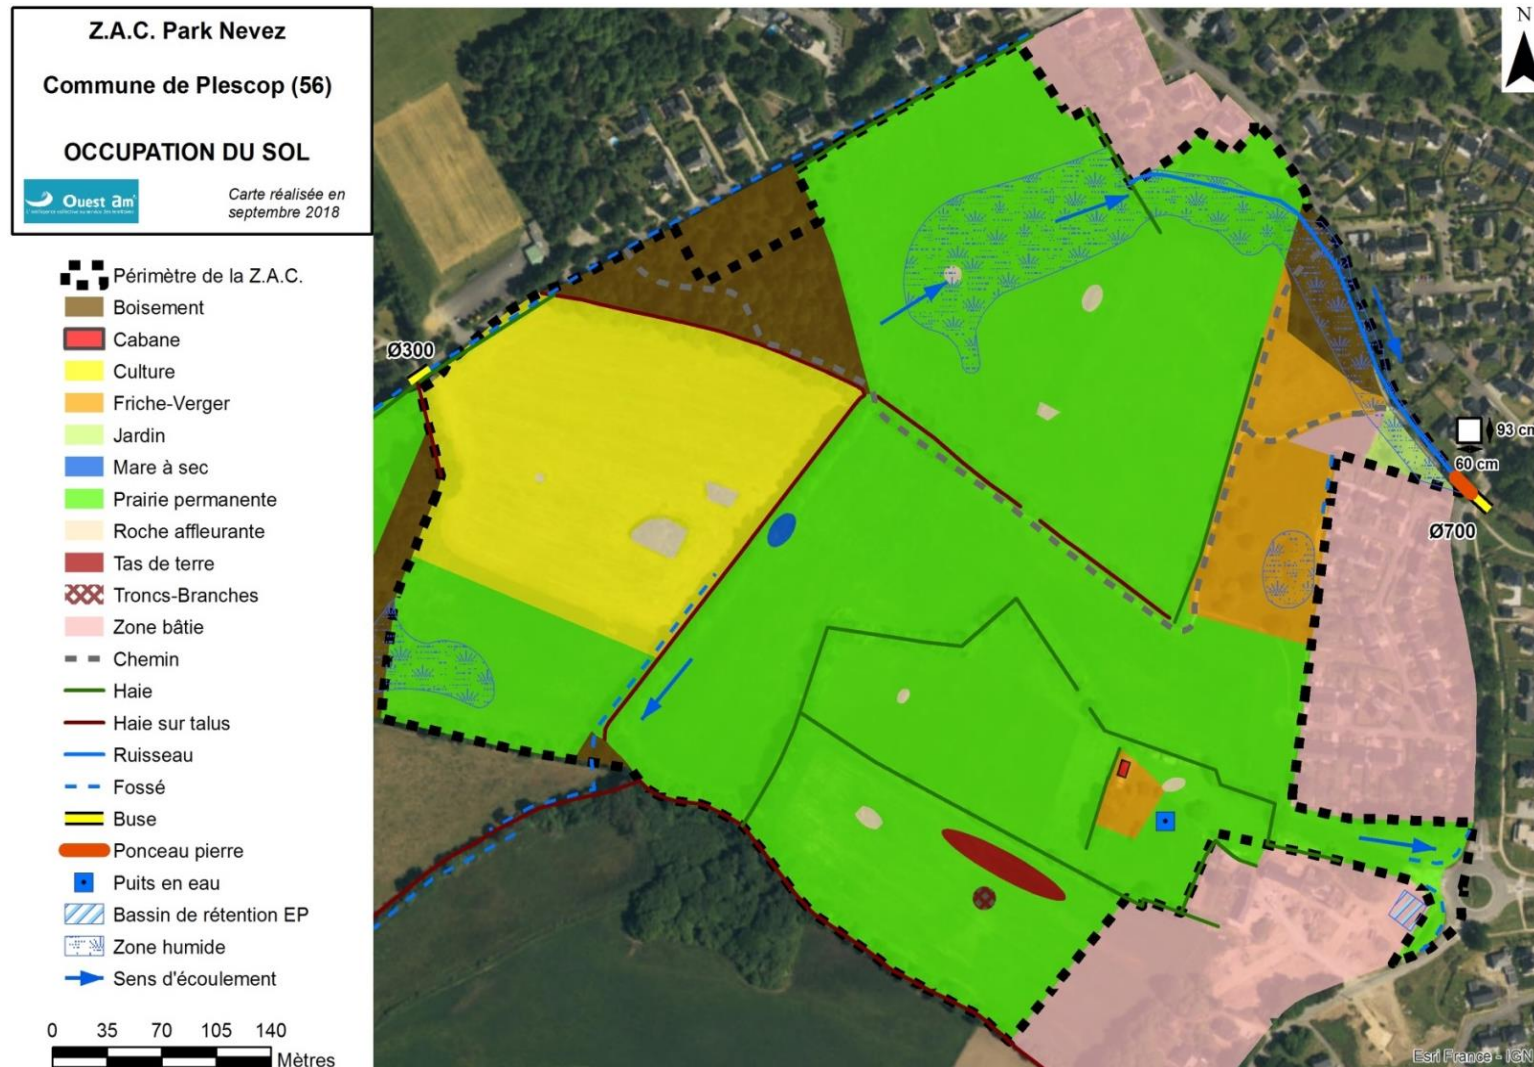 Z.A.C. Park Nevez
Commune de Plescop (56)
OCCUPATION DU SOL
Ouest am'
Carte réalisée en
septembre 2018
Périmètre de la Z.A.C.
Boisement
Cabane
Culture
Friche-Verger
Jardin
Mare à sec
Prairie permanente
Roche affleurante
Tas de terre
Troncs-Branches
Zone bâtie
Chemin
Haie
Haie sur talus
Ruisseau
Fossé
Buse
Ponceau pierre
Puits en eau
Bassin de rétention EP
Zone humide
Sens d'écoulement
0 35 70 105 140
Mètres
N
Ø300
93 cm
60 cm
Ø700
Esri France - IGN